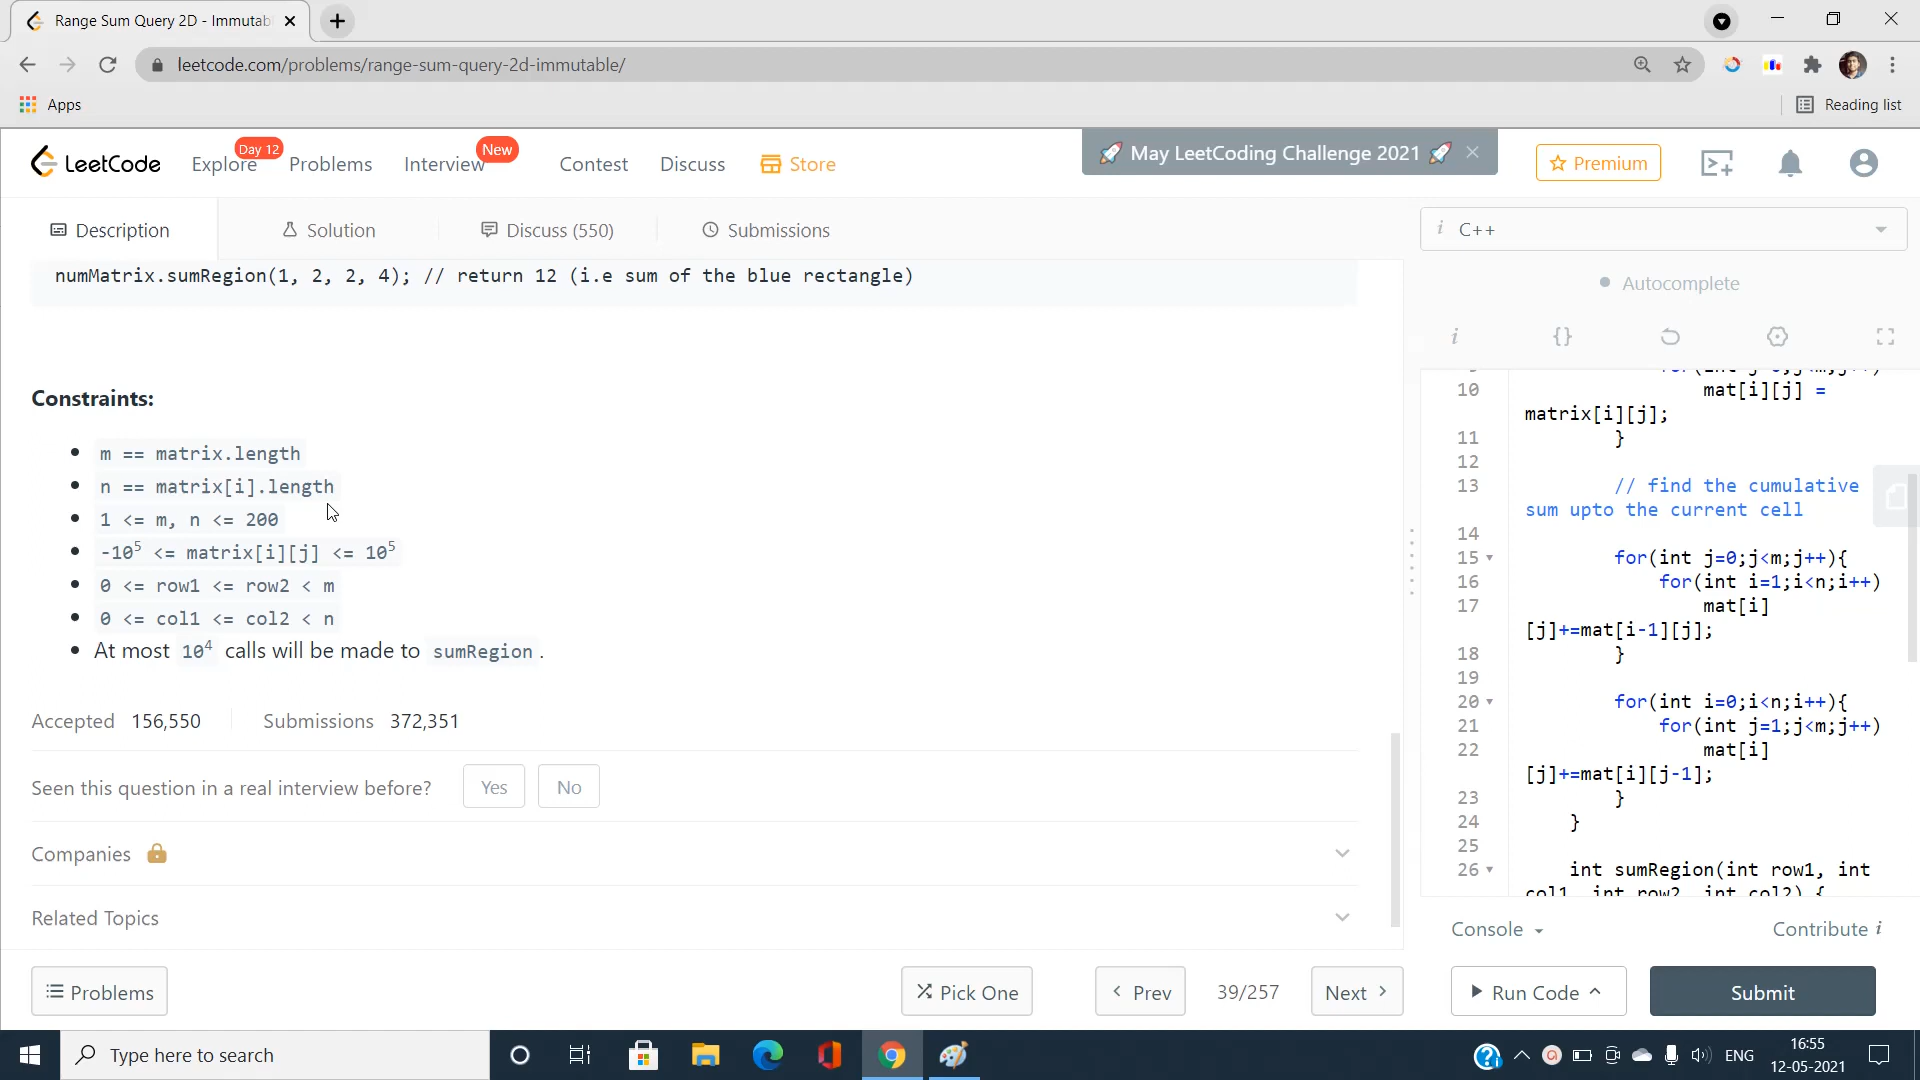 Range Sum Query 2D - Immutab
leetcode.com/problems/range-sum-query-2d-immutable/
Apps
Reading list
LeetCode
Explore
Day 12
Problems
Interview
New
Contest
Discuss
Store
🚀 May LeetCoding Challenge 2021 🚀
Premium
Description
Solution
Discuss (550)
Submissions
numMatrix.sumRegion(1, 2, 2, 4); // return 12 (i.e sum of the blue rectangle)
Constraints:
m == matrix.length
n == matrix[i].length
1 <= m, n <= 200
-10⁵ <= matrix[i][j] <= 10⁵
0 <= row1 <= row2 < m
0 <= col1 <= col2 < n
At most 10⁴ calls will be made to sumRegion.
Accepted 156,550 Submissions 372,351
Seen this question in a real interview before? Yes No
Companies
Related Topics
Problems
Pick One
Prev
39/257
Next
i C++
Autocomplete
10 mat[i][j] =
matrix[i][j];
11 }
12
13 // find the cumulative
sum upto the current cell
14
15 for(int j=0;j<m;j++){
16 for(int i=1;i<n;i++)
17 mat[i]
[j]+=mat[i-1][j];
18 }
19
20 for(int i=0;i<n;i++){
21 for(int j=1;j<m;j++)
22 mat[i]
[j]+=mat[i][j-1];
23 }
24 }
25
26 int sumRegion(int row1, int
col1, int row2, int col2) {
Console
Contribute i
Run Code
Submit
Type here to search
ENG
16:55
12-05-2021